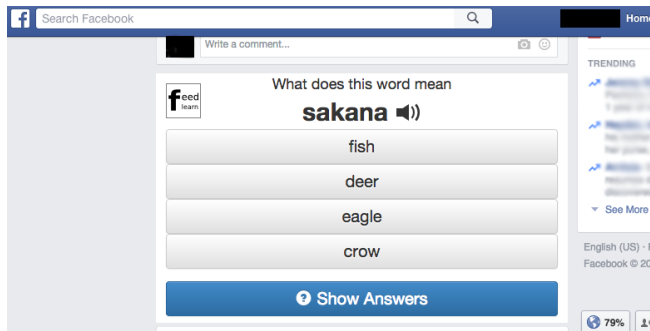 f
Search Facebook
Home
Write a comment...
TRENDING
feed
learn
What does this word mean
sakana
fish
deer
eagle
crow
See More
English (US) ·
Facebook © 20
? Show Answers
79%